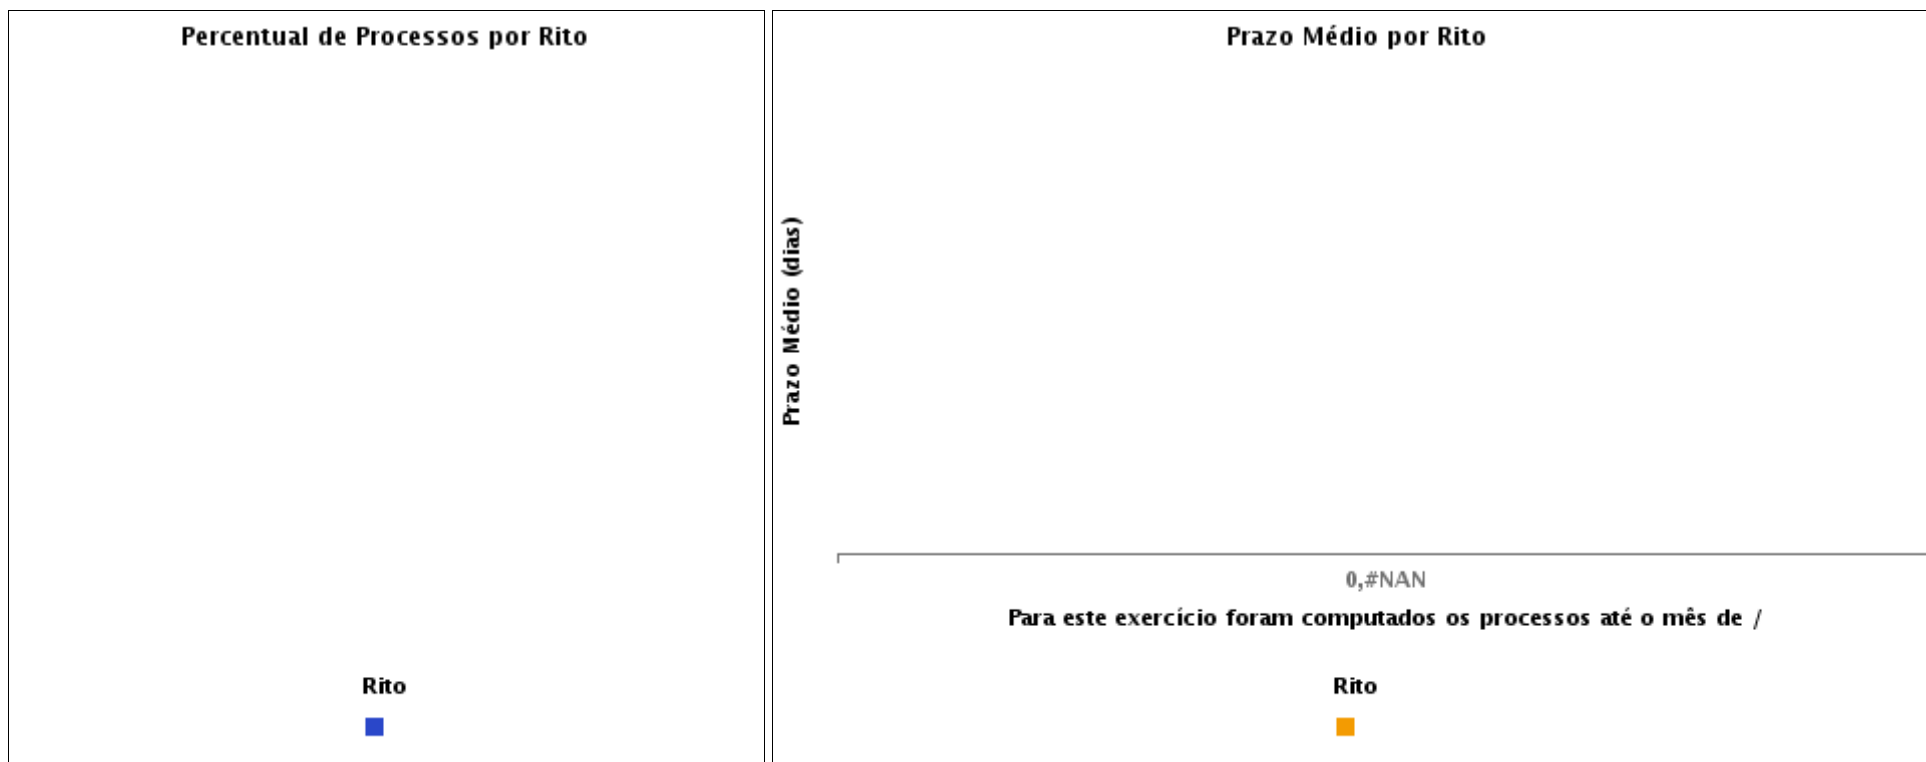 Percentual de Processos por Rito
Rito
Prazo Médio por Rito
Prazo Médio (dias)
0,#NAN
Para este exercício foram computados os processos até o mês de /
Rito